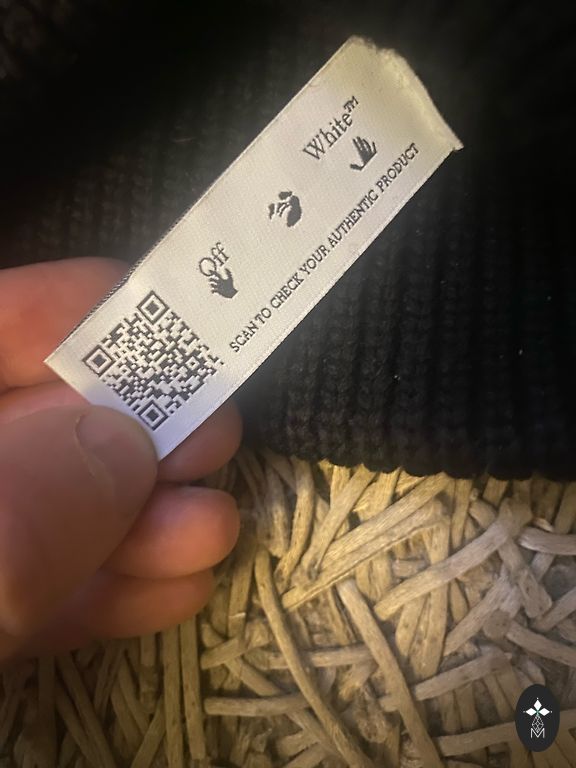 Off White™
SCAN TO CHECK YOUR AUTHENTIC PRODUCT
M